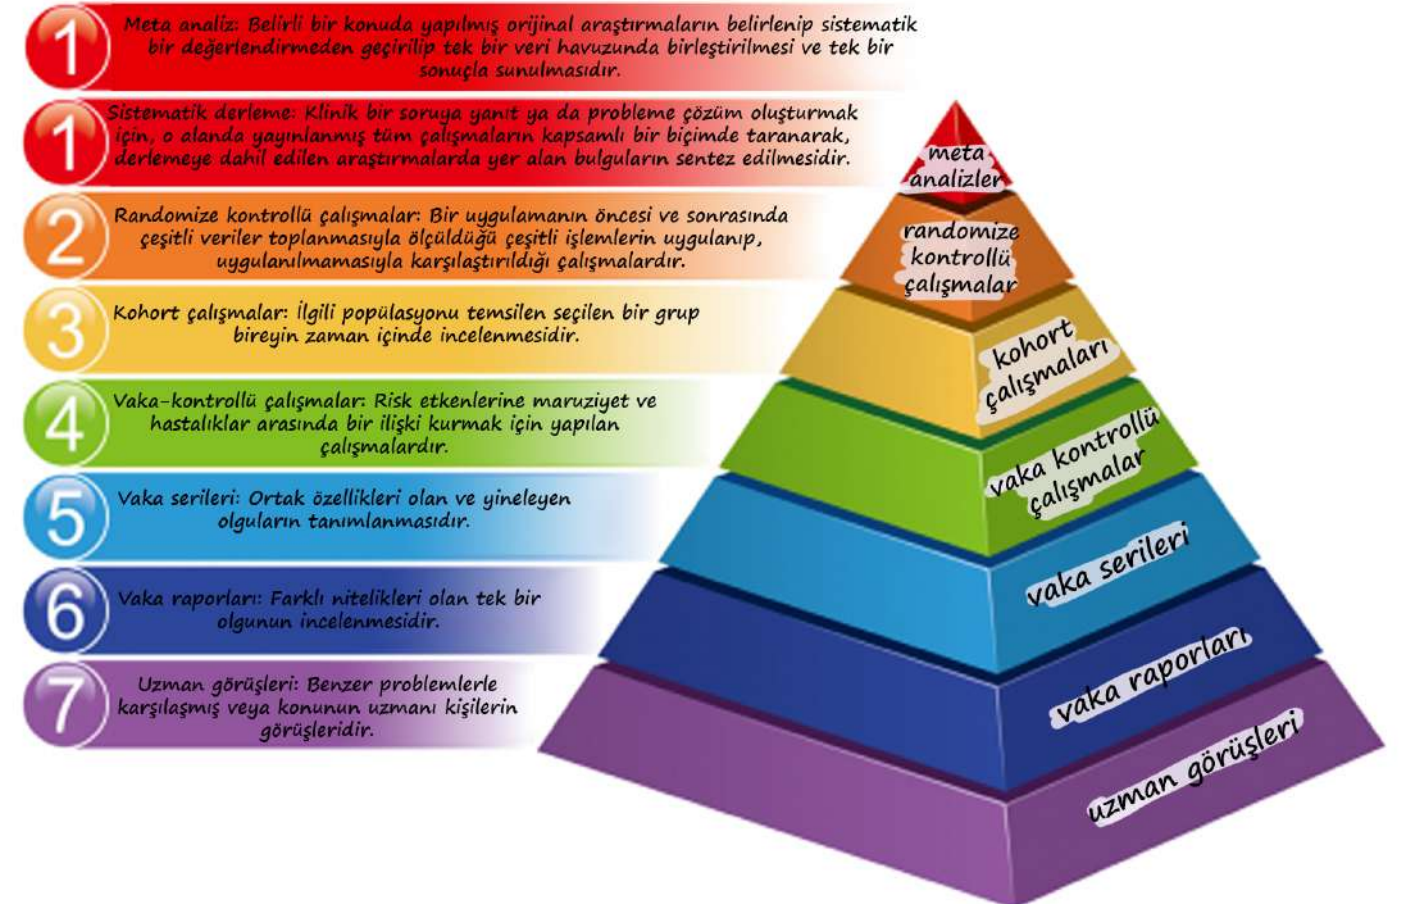 1
Meta analiz: Belirli bir konuda yapılmış orijinal araştırmaların belirlenip sistematik
bir değerlendirmeden geçirilip tek bir veri havuzunda birleştirilmesi ve tek bir
sonuçla sunulmasıdır.
1
Sistematik derleme: Klinik bir soruya yanıt ya da probleme çözüm oluşturmak
için, o alanda yayınlanmış tüm çalışmaların kapsamlı bir biçimde taranarak,
derlemeye dahil edilen araştırmalarda yer alan bulguların sentez edilmesidir.
2
Randomize kontrollü çalışmalar: Bir uygulamanın öncesi ve sonrasında
çeşitli veriler toplanmasıyla ölçüldüğü çeşitli işlemlerin uygulanıp,
uygulanılmamasıyla karşılaştırıldığı çalışmalardır.
3
Kohort çalışmalar: İlgili popülasyonu temsilen seçilen bir grup
bireyin zaman içinde incelenmesidir.
4
Vaka-kontrollü çalışmalar: Risk etkenlerine maruziyet ve
hastalıklar arasında bir ilişki kurmak için yapılan
çalışmalardır.
5
Vaka serileri: Ortak özellikleri olan ve yineleyen
olguların tanımlanmasıdır.
6
Vaka raporları: Farklı nitelikleri olan tek bir
olgunun incelenmesidir.
7
Uzman görüşleri: Benzer problemlerle
karşılaşmış veya konunun uzmanı kişilerin
görüşleridir.
meta
analizler
randomize
kontrollü
çalışmalar
kohort
çalışmaları
vaka kontrollü
çalışmalar
vaka serileri
vaka raporları
uzman görüşleri